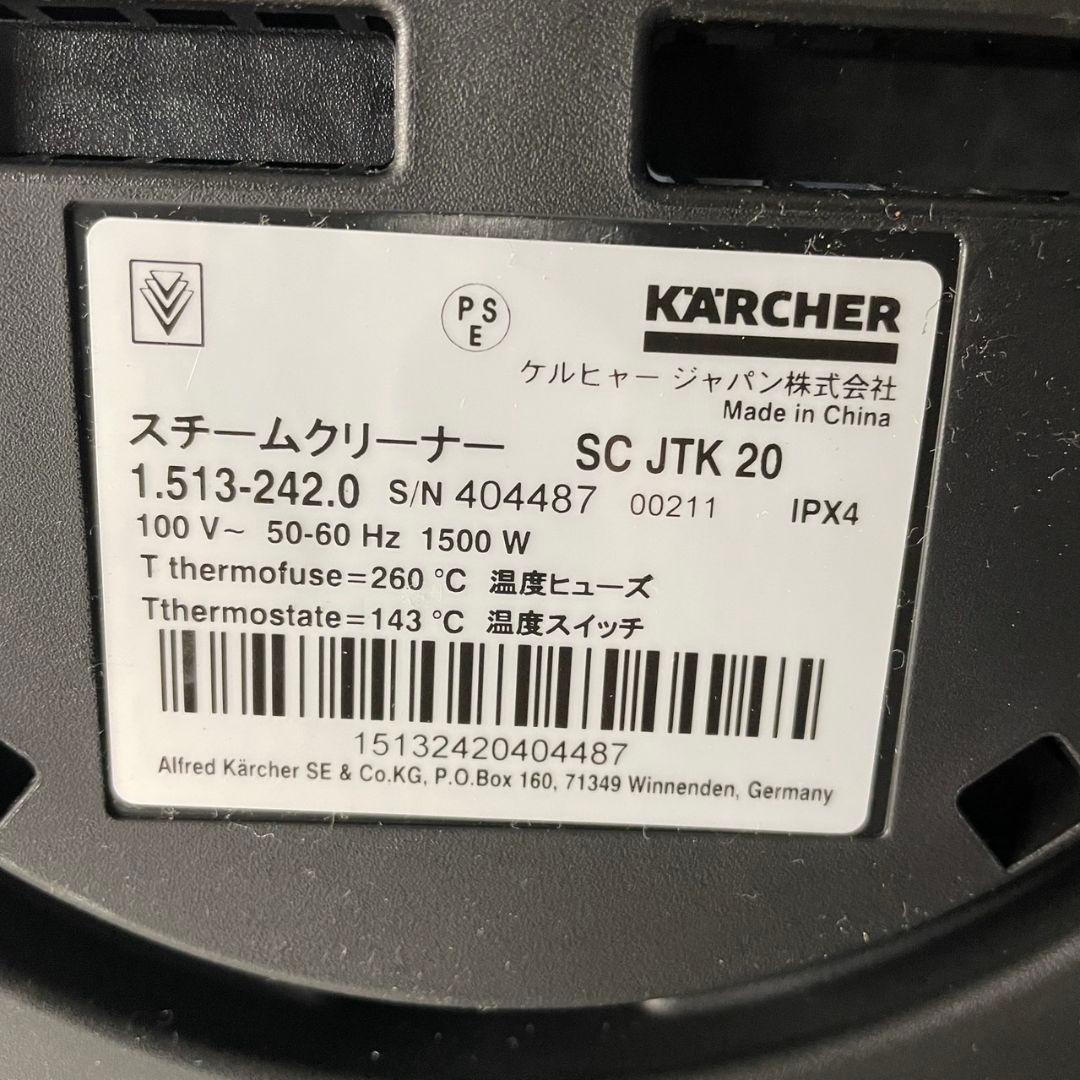 PS
E
KÄRCHER
ケルヒャー ジャパン株式会社
Made in China
スチームクリーナー SC JTK 20
1.513-242.0 S/N 404487 00211 IPX4
100 V~ 50-60 Hz 1500 W
T thermofuse=260 °C 温度ヒューズ
Tthermostate=143 °C 温度スイッチ
15132420404487
Alfred Kärcher SE & Co.KG, P.O.Box 160, 71349 Winnenden, Germany